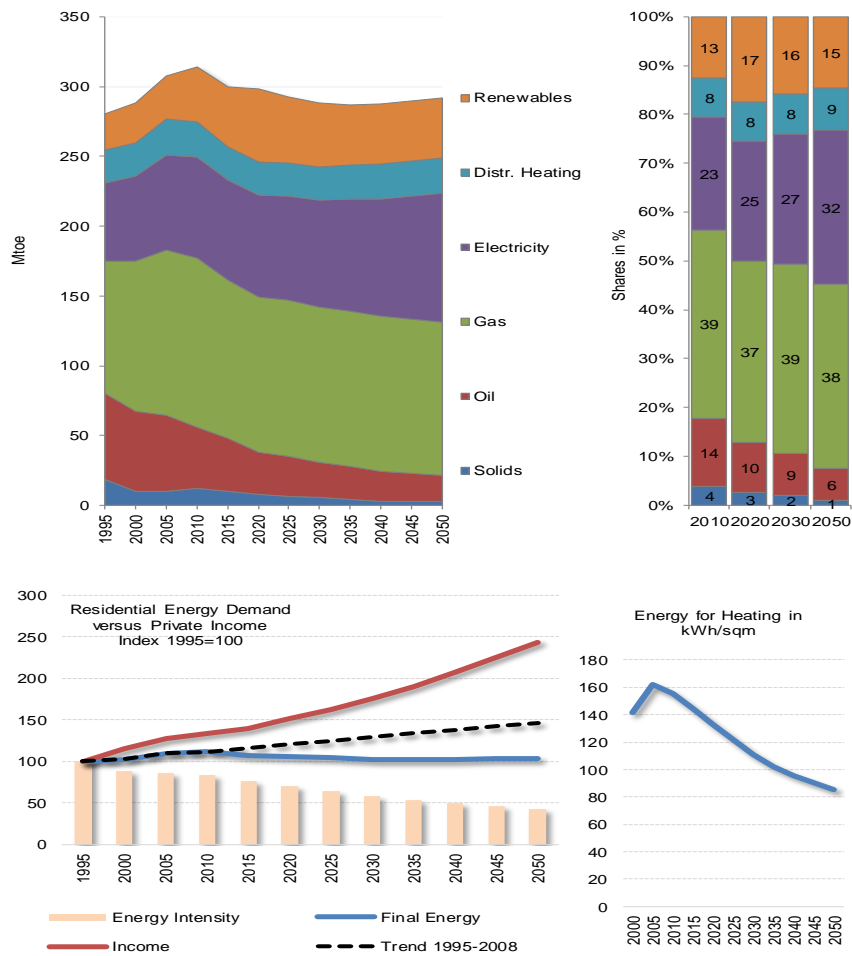 350
300
250
200
150
100
50
0
Mtoe
1995
2000
2005
2010
2015
2020
2025
2030
2035
2040
2045
2050
Renewables
Distr. Heating
Electricity
Gas
Oil
Solids
100%
90%
80%
70%
60%
50%
40%
30%
20%
10%
0%
Shares in %
13 17 16 15
8 8 8 9
23 25 27 32
39 37 39 38
14 10 9 6
4 3 2 1
2010 2020 2030 2050
Residential Energy Demand
versus Private Income
Index 1995=100
300
250
200
150
100
50
0
1995
2000
2005
2010
2015
2020
2025
2030
2035
2040
2045
2050
Energy Intensity
Final Energy
Income
Trend 1995-2008
Energy for Heating in
kWh/sqm
180
160
140
120
100
80
60
40
20
0
2000
2005
2010
2015
2020
2025
2030
2035
2040
2045
2050